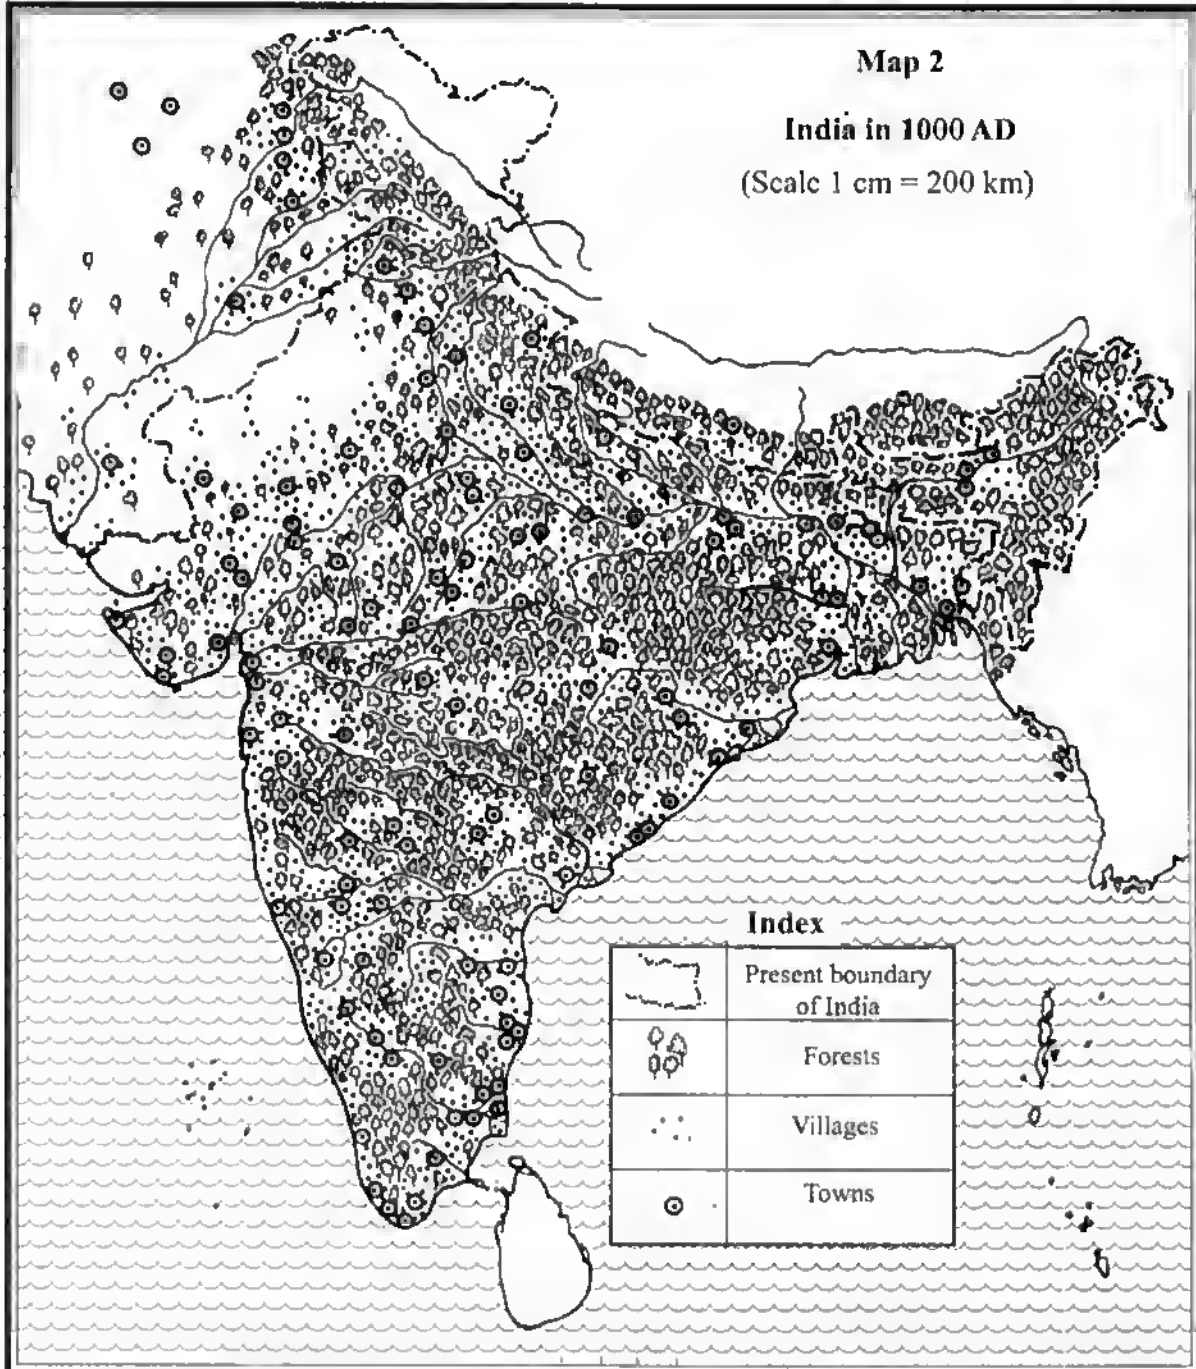 Map 2
India in 1000 AD
(Scale 1 cm = 200 km)
Index
Present boundary
of India
Forests
Villages
Towns